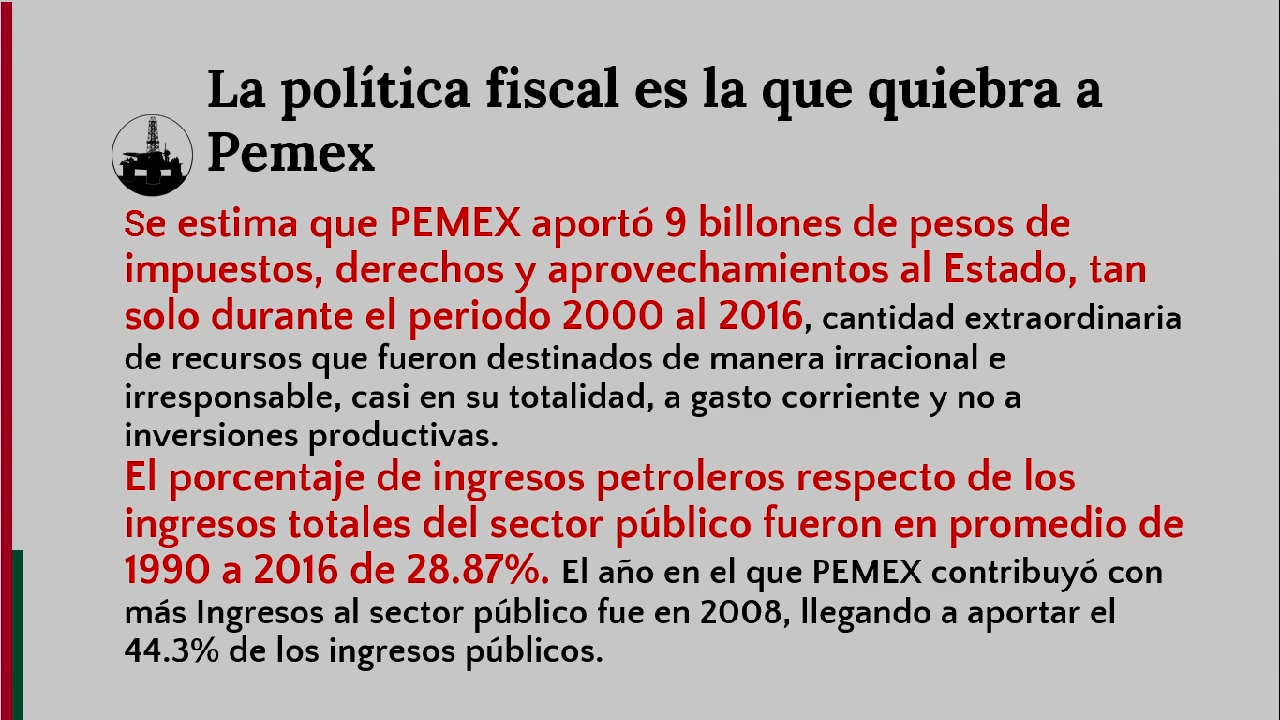 La política fiscal es la que quiebra a
Pemex
Se estima que PEMEX aportó 9 billones de pesos de
impuestos, derechos y aprovechamientos al Estado, tan
solo durante el periodo 2000 al 2016, cantidad extraordinaria
de recursos que fueron destinados de manera irracional e
irresponsable, casi en su totalidad, a gasto corriente y no a
inversiones productivas.
El porcentaje de ingresos petroleros respecto de los
ingresos totales del sector público fueron en promedio de
1990 a 2016 de 28.87%. El año en el que PEMEX contribuyó con
más Ingresos al sector público fue en 2008, llegando a aportar el
44.3% de los ingresos públicos.